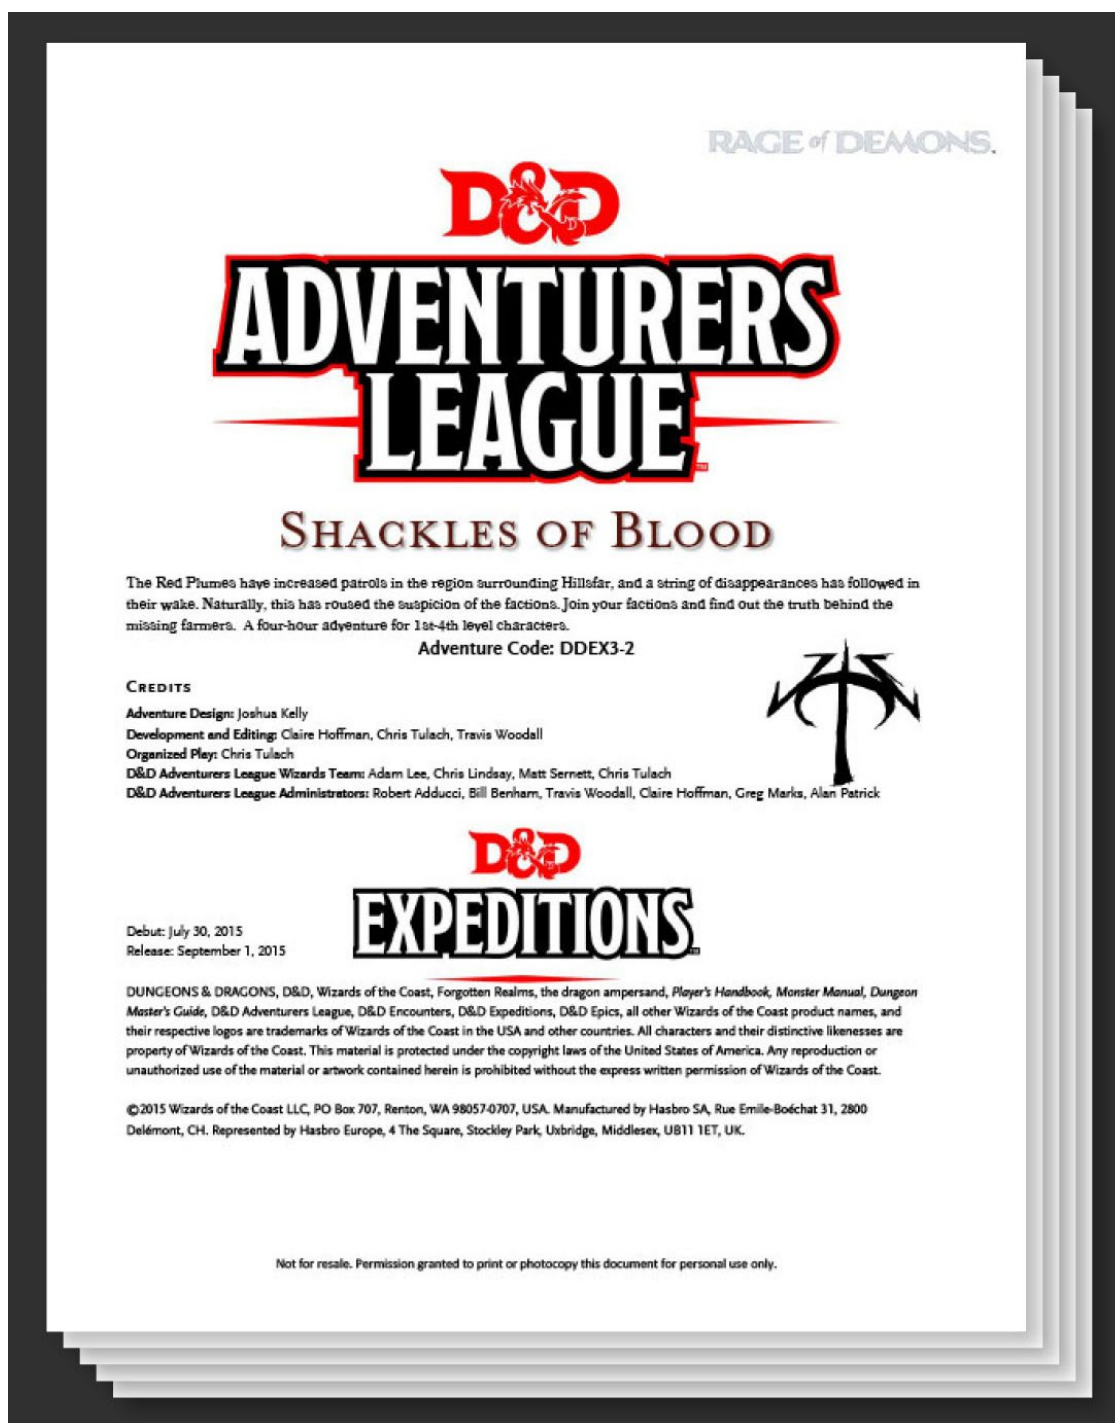 RAGE of DEMONS.
D&D
ADVENTURERS
LEAGUE
TM
SHACKLES OF BLOOD
The Red Plumes have increased patrols in the region surrounding Hillsfar, and a string of disappearances has followed in
their wake. Naturally, this has roused the suspicion of the factions. Join your factions and find out the truth behind the
missing farmers. A four-hour adventure for 1st-4th level characters.
Adventure Code: DDEX3-2
CREDITS
Adventure Design: Joshua Kelly
Development and Editing: Claire Hoffman, Chris Tulach, Travis Woodall
Organized Play: Chris Tulach
D&D Adventurers League Wizards Team: Adam Lee, Chris Lindsay, Matt Sernett, Chris Tulach
D&D Adventurers League Administrators: Robert Adducci, Bill Benham, Travis Woodall, Claire Hoffman, Greg Marks, Alan Patrick
D&D
EXPEDITIONS
TM
Debut: July 30, 2015
Release: September 1, 2015
DUNGEONS & DRAGONS, D&D, Wizards of the Coast, Forgotten Realms, the dragon ampersand, Player's Handbook, Monster Manual, Dungeon
Master's Guide, D&D Adventurers League, D&D Encounters, D&D Expeditions, D&D Epics, all other Wizards of the Coast product names, and
their respective logos are trademarks of Wizards of the Coast in the USA and other countries. All characters and their distinctive likenesses are
property of Wizards of the Coast. This material is protected under the copyright laws of the United States of America. Any reproduction or
unauthorized use of the material or artwork contained herein is prohibited without the express written permission of Wizards of the Coast.
©2015 Wizards of the Coast LLC, PO Box 707, Renton, WA 98057-0707, USA. Manufactured by Hasbro SA, Rue Emile-Boéchat 31, 2800
Delémont, CH. Represented by Hasbro Europe, 4 The Square, Stockley Park, Uxbridge, Middlesex, UB11 1ET, UK.
Not for resale. Permission granted to print or photocopy this document for personal use only.